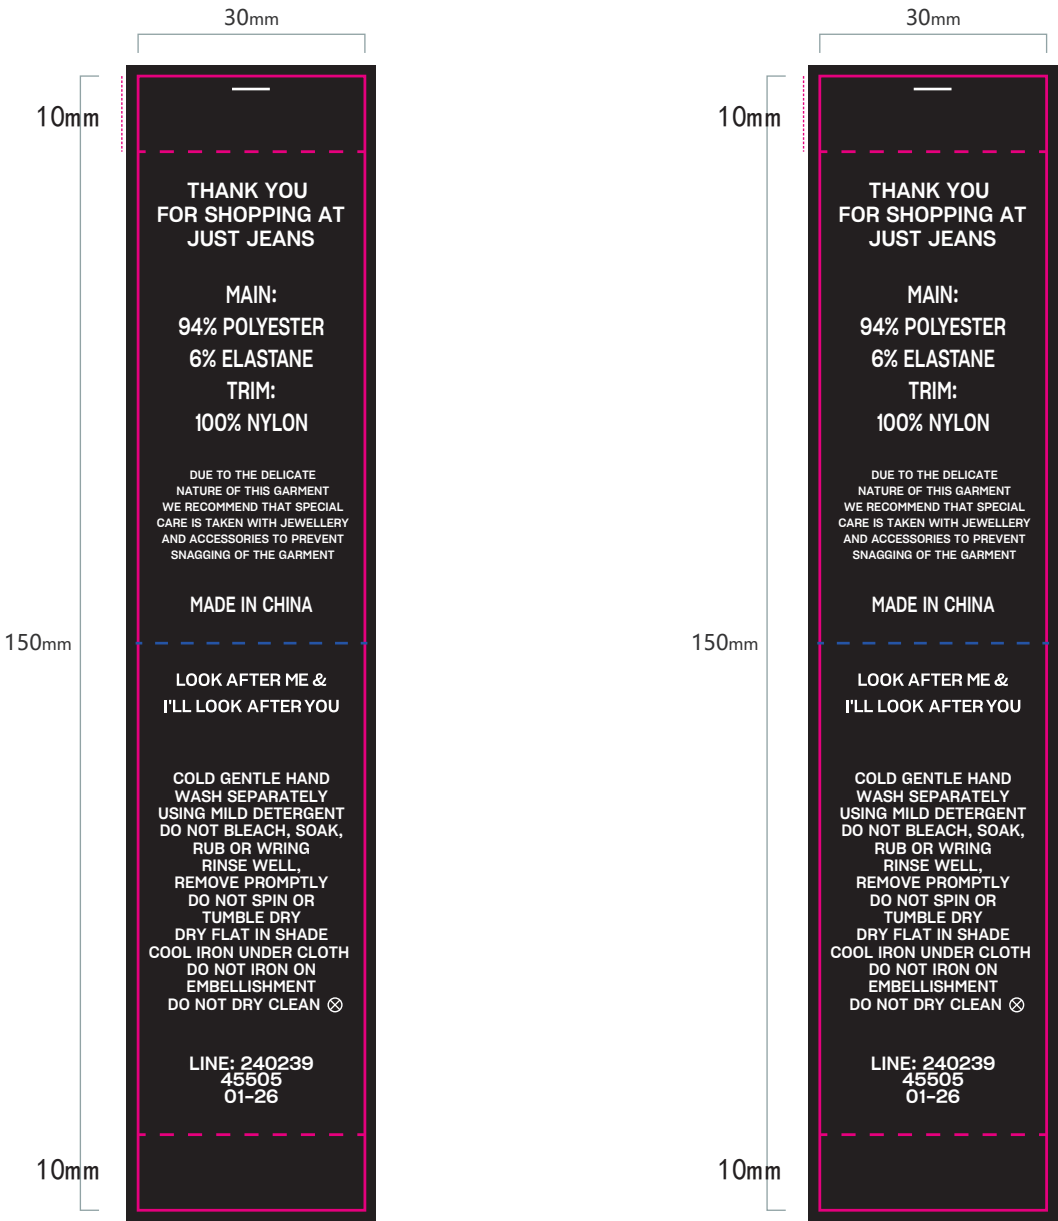 30mm
10mm
THANK YOU
FOR SHOPPING AT
JUST JEANS
MAIN:
94% POLYESTER
6% ELASTANE
TRIM:
100% NYLON
DUE TO THE DELICATE
NATURE OF THIS GARMENT
WE RECOMMEND THAT SPECIAL
CARE IS TAKEN WITH JEWELLERY
AND ACCESSORIES TO PREVENT
SNAGGING OF THE GARMENT
MADE IN CHINA
150mm
LOOK AFTER ME &
I'LL LOOK AFTER YOU
COLD GENTLE HAND
WASH SEPARATELY
USING MILD DETERGENT
DO NOT BLEACH, SOAK,
RUB OR WRING
RINSE WELL,
REMOVE PROMPTLY
DO NOT SPIN OR
TUMBLE DRY
DRY FLAT IN SHADE
COOL IRON UNDER CLOTH
DO NOT IRON ON
EMBELLISHMENT
DO NOT DRY CLEAN
LINE: 240239
45505
01-26
10mm
30mm
10mm
THANK YOU
FOR SHOPPING AT
JUST JEANS
MAIN:
94% POLYESTER
6% ELASTANE
TRIM:
100% NYLON
DUE TO THE DELICATE
NATURE OF THIS GARMENT
WE RECOMMEND THAT SPECIAL
CARE IS TAKEN WITH JEWELLERY
AND ACCESSORIES TO PREVENT
SNAGGING OF THE GARMENT
MADE IN CHINA
150mm
LOOK AFTER ME &
I'LL LOOK AFTER YOU
COLD GENTLE HAND
WASH SEPARATELY
USING MILD DETERGENT
DO NOT BLEACH, SOAK,
RUB OR WRING
RINSE WELL,
REMOVE PROMPTLY
DO NOT SPIN OR
TUMBLE DRY
DRY FLAT IN SHADE
COOL IRON UNDER CLOTH
DO NOT IRON ON
EMBELLISHMENT
DO NOT DRY CLEAN
LINE: 240239
45505
01-26
10mm